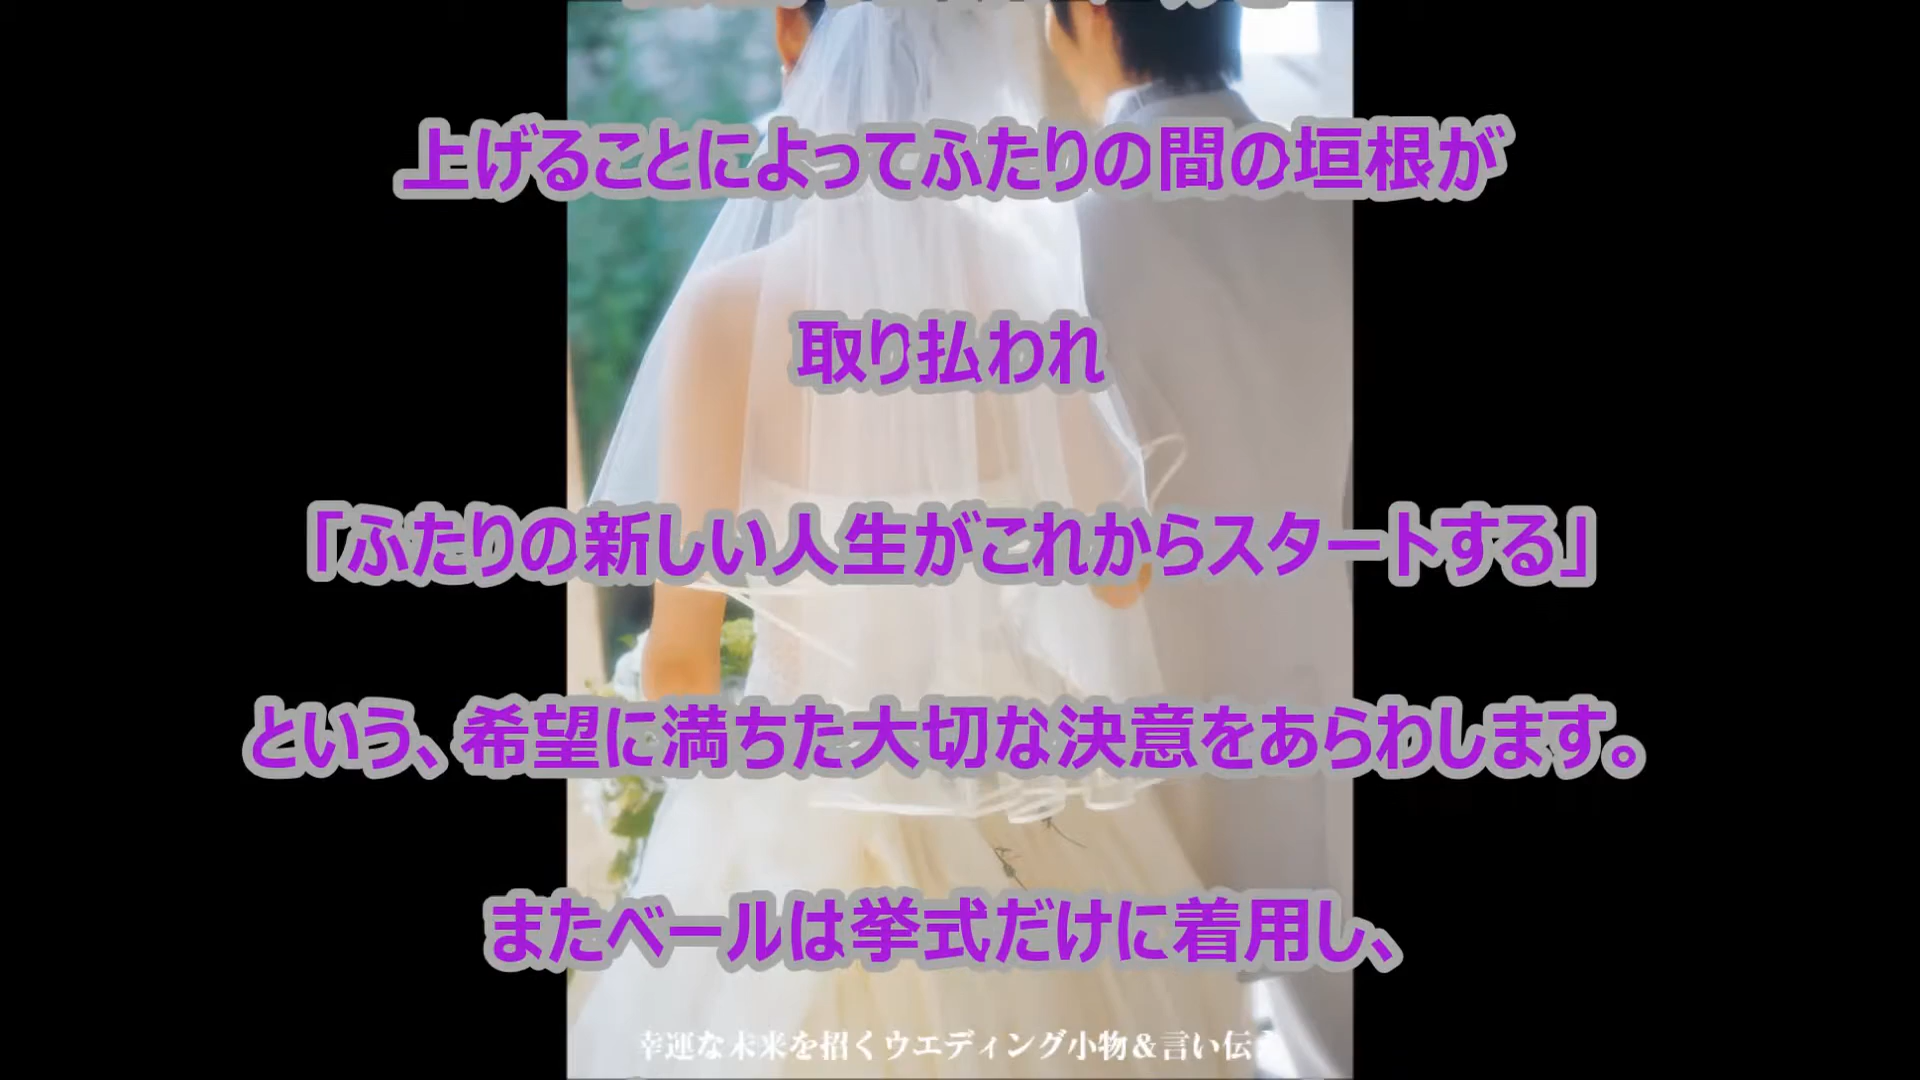 上げることによってふたりの間の垣根が
取り払われ
「ふたりの新しい人生がこれからスタートする」
という、希望に満ちた大切な決意をあらわします。
またベールは挙式だけに着用し、
幸運な未来を招くウエディング小物＆言い伝え